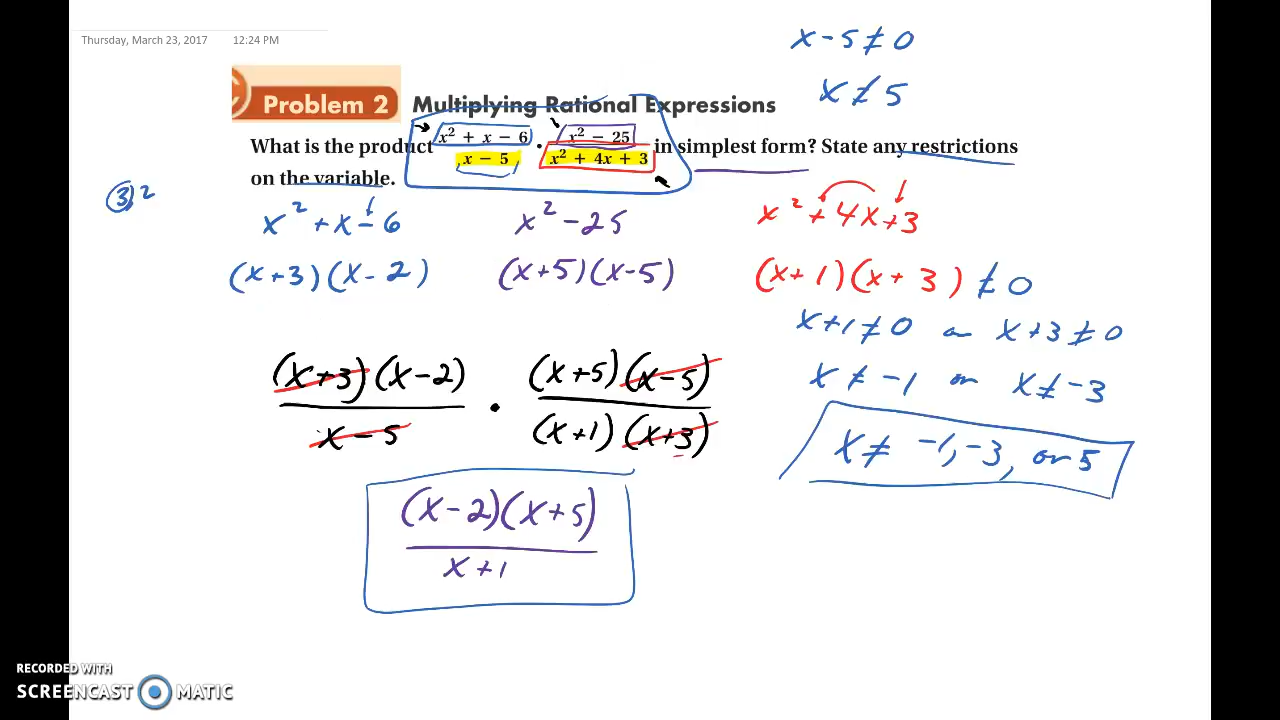 Thursday, March 23, 2017 12:24 PM
x - 5 ≠ 0
x ≠ 5
Problem 2 Multiplying Rational Expressions
What is the product (x² + x − 6)/(x − 5) · (x² − 25)/(x² + 4x + 3) in simplest form? State any restrictions
on the variable.
3, 2
x² + x - 6
(x+3)(x-2)
x² - 25
(x+5)(x-5)
x² + 4x + 3
(x+1)(x+3) ≠ 0
x+1 ≠ 0 or x+3 ≠ 0
x ≠ -1 or x ≠ -3
x ≠ -1, -3, or 5
(x+3)(x-2)/(x-5) · (x+5)(x-5)/((x+1)(x+3))
(x-2)(x+5)
x+1
RECORDED WITH
SCREENCAST MATIC